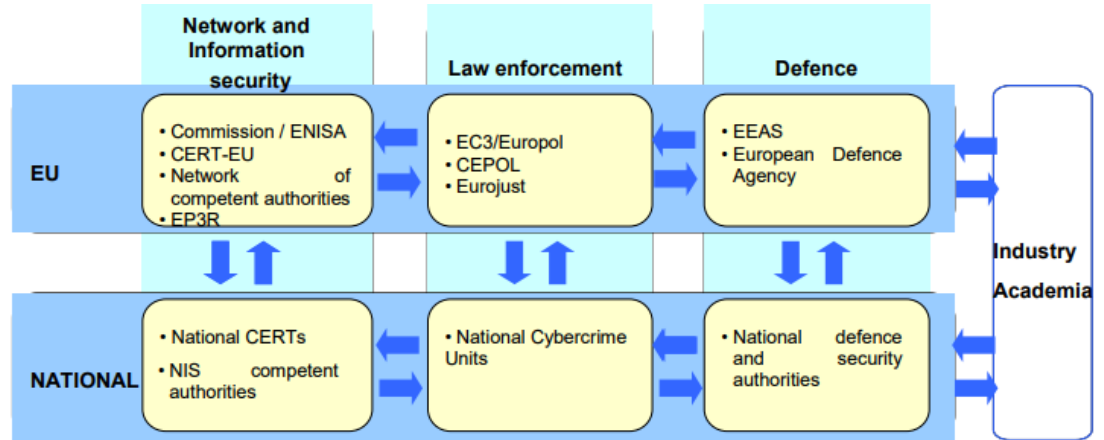 Network and
Information
security
Law enforcement
Defence
EU
• Commission / ENISA
• CERT-EU
• Network of
competent authorities
• EP3R
• EC3/Europol
• CEPOL
• Eurojust
• EEAS
• European Defence
Agency
Industry
Academia
NATIONAL
• National CERTs
• NIS competent
authorities
• National Cybercrime
Units
• National defence
and security
authorities